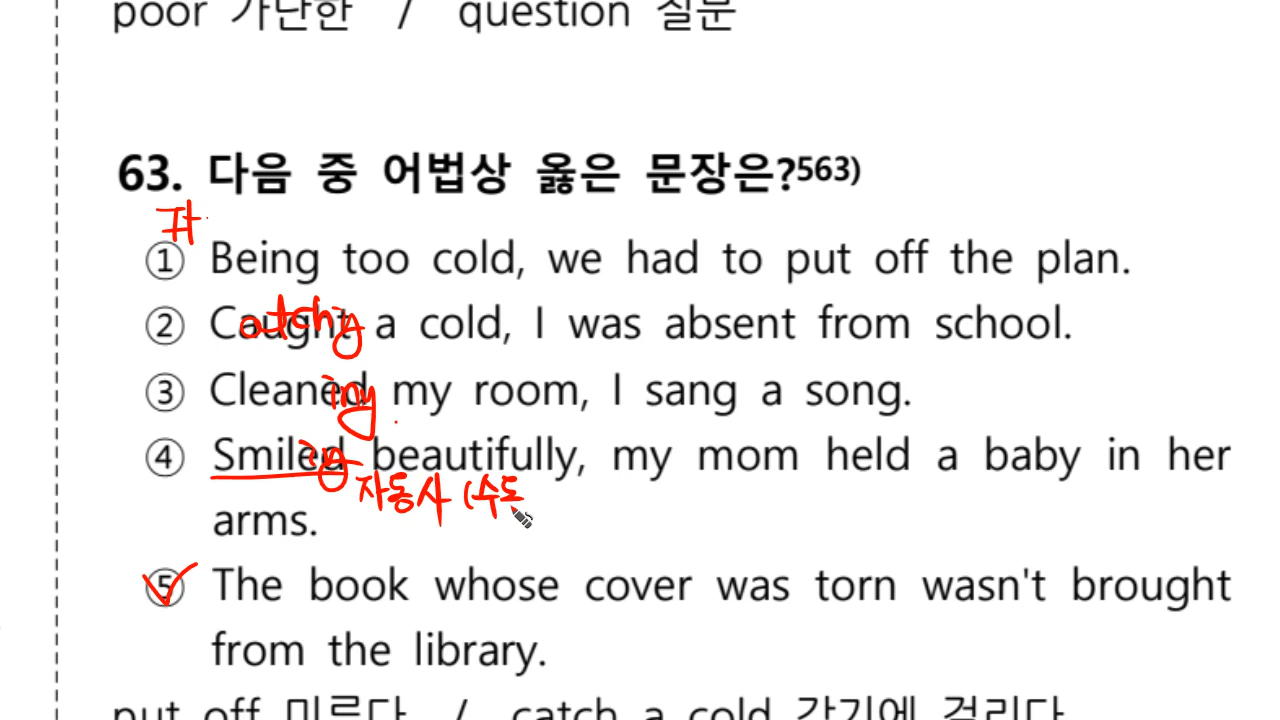 poor 가난한 / question 질문
63. 다음 중 어법상 옳은 문장은?563)
① Being too cold, we had to put off the plan.
② Caught a cold, I was absent from school.
atching
③ Cleaned my room, I sang a song.
ing
④ Smiled beautifully, my mom held a baby in her
ing
자동사 (수도
arms.
⑤ The book whose cover was torn wasn't brought
from the library.
put off 미루다 / catch a cold 감기에 걸리다